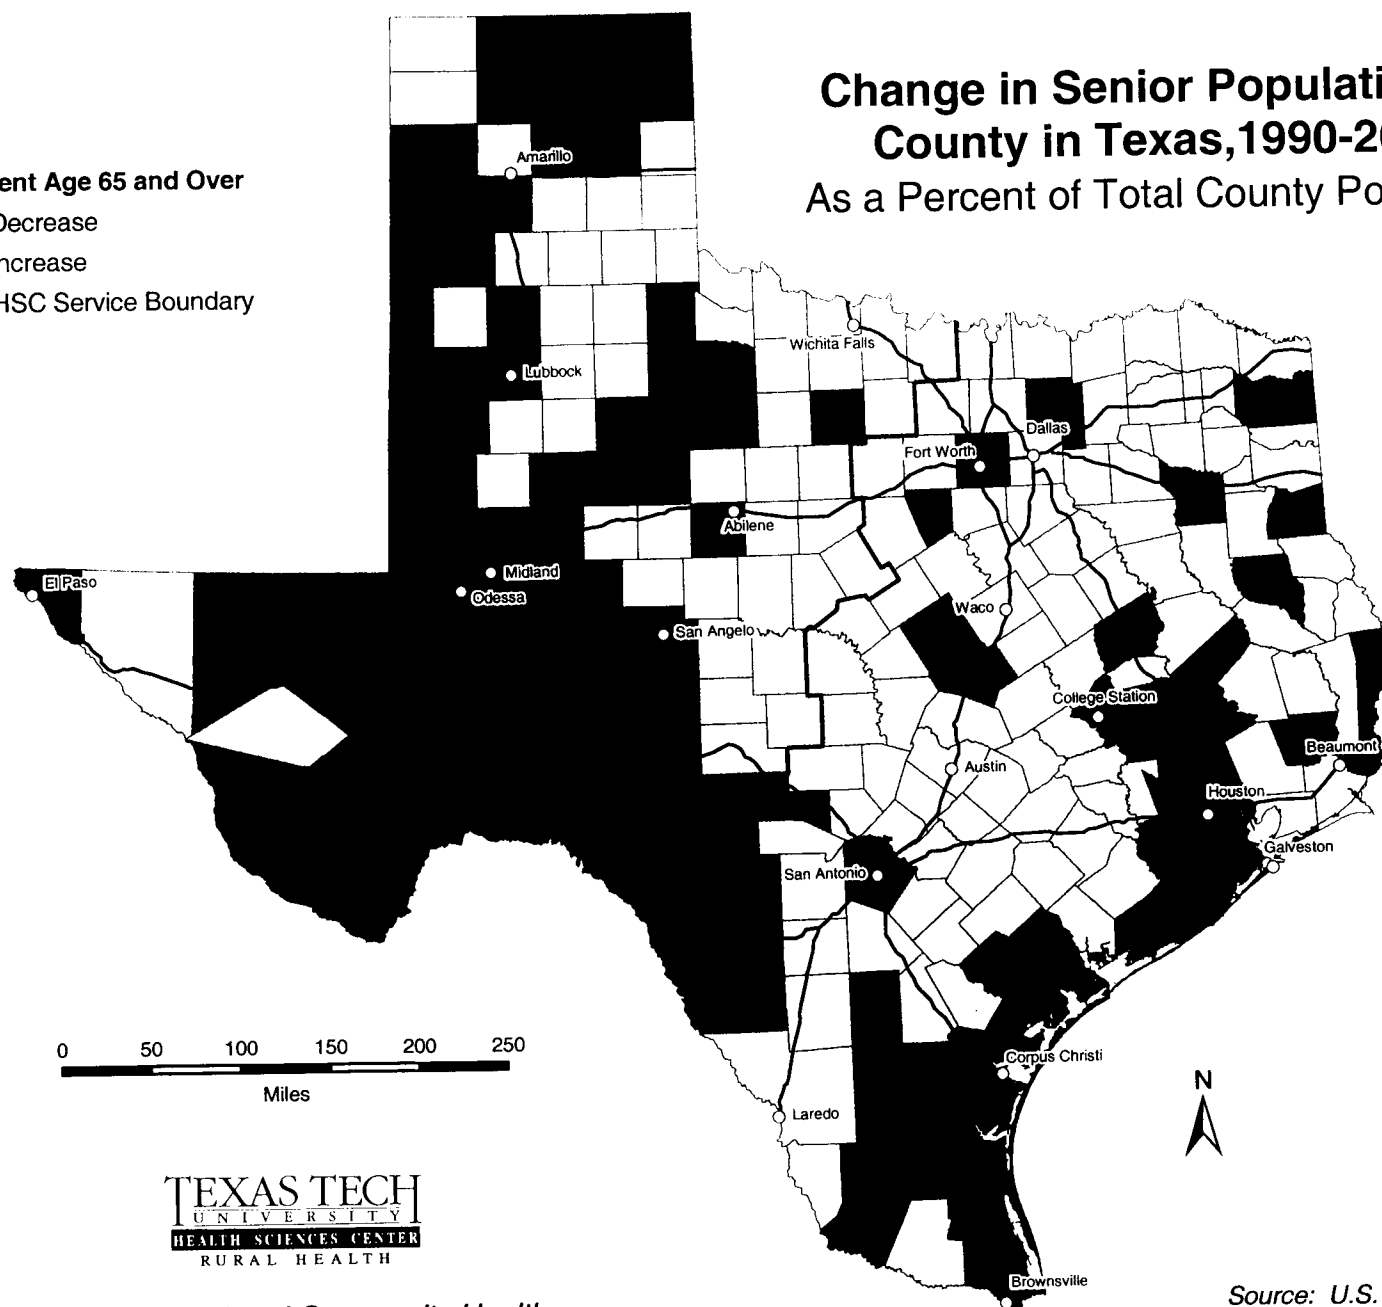 Change in Senior Populati
County in Texas,1990-20
As a Percent of Total County Po
ent Age 65 and Over
Decrease
ncrease
HSC Service Boundary
Amarillo
Wichita Falls
Lubbock
Dallas
Fort Worth
Abilene
El Paso
Midland
Odessa
Waco
San Angelo
College Station
Beaumont
Austin
Houston
Galveston
San Antonio
Corpus Christi
Laredo
Brownsville
0 50 100 150 200 250
Miles
N
TEXAS TECH
UNIVERSITY
HEALTH SCIENCES CENTER
RURAL HEALTH
Source: U.S.